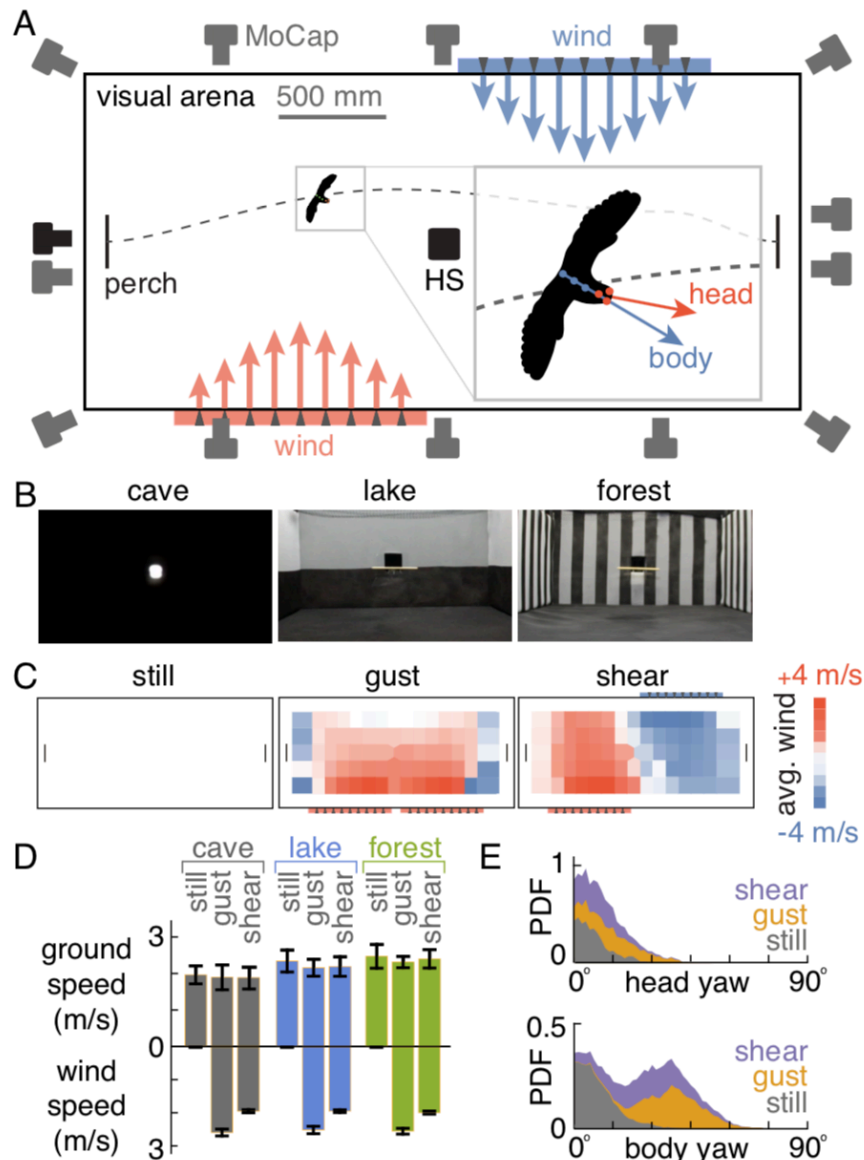 A
MoCap
wind
visual arena
500 mm
perch
HS
head
body
wind
B
cave
lake
forest
C
still
gust
shear
+4 m/s
avg. wind
-4 m/s
D
cave
lake
forest
still
gust
shear
still
gust
shear
still
gust
shear
3
ground
speed
(m/s)
0
wind
speed
(m/s)
3
E
1
PDF
shear
gust
still
0
0°
head yaw
90°
0.5
PDF
shear
gust
still
0
0°
body yaw
90°